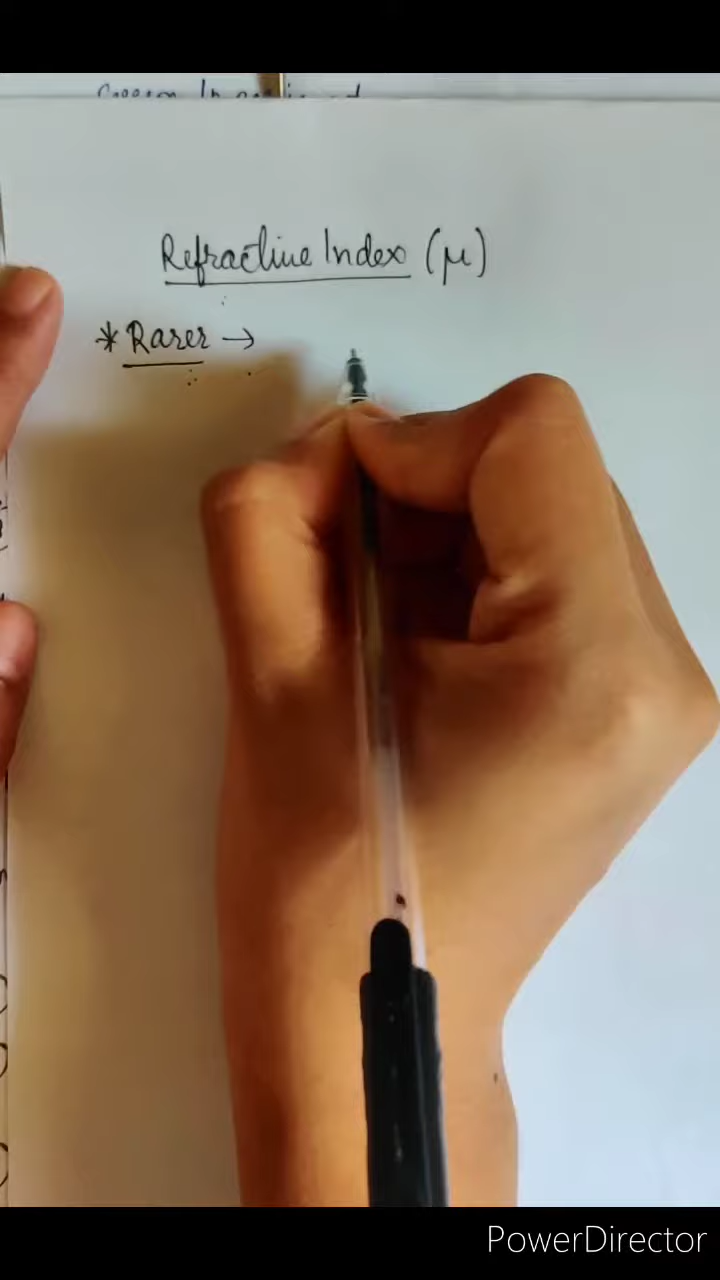 Refractive Index (μ)
* Rarer →
PowerDirector